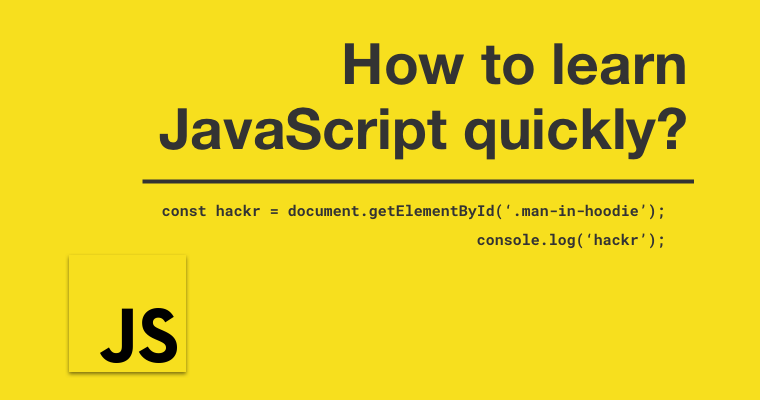 How to learn
JavaScript quickly?
const hackr = document.getElementById(‘.man-in-hoodie’);
console.log(‘hackr’);
JS